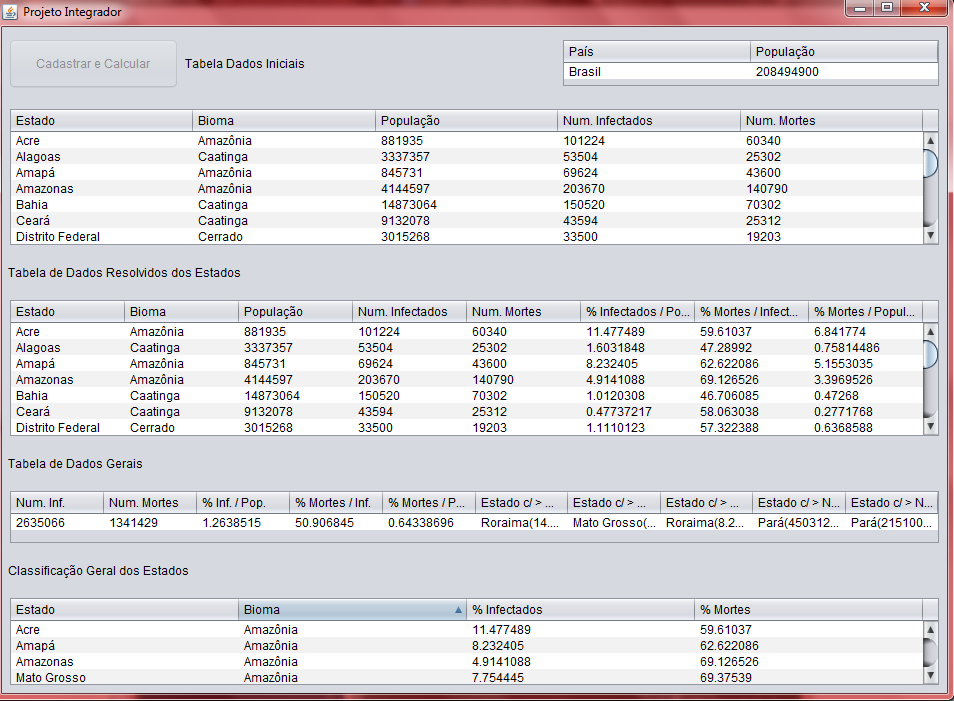 Projeto Integrador
Cadastrar e Calcular Tabela Dados Iniciais
País População
Brasil 208494900
Estado Bioma População Num. Infectados Num. Mortes
Acre Amazônia 881935 101224 60340
Alagoas Caatinga 3337357 53504 25302
Amapá Amazônia 845731 69624 43600
Amazonas Amazônia 4144597 203670 140790
Bahia Caatinga 14873064 150520 70302
Ceará Caatinga 9132078 43594 25312
Distrito Federal Cerrado 3015268 33500 19203
Tabela de Dados Resolvidos dos Estados
Estado Bioma População Num. Infectados Num. Mortes % Infectados / Po... % Mortes / Infect... % Mortes / Popul...
Acre Amazônia 881935 101224 60340 11.477489 59.61037 6.841774
Alagoas Caatinga 3337357 53504 25302 1.6031848 47.28992 0.75814486
Amapá Amazônia 845731 69624 43600 8.232405 62.622086 5.1553035
Amazonas Amazônia 4144597 203670 140790 4.9141088 69.126526 3.3969526
Bahia Caatinga 14873064 150520 70302 1.0120308 46.706085 0.47268
Ceará Caatinga 9132078 43594 25312 0.47737217 58.063038 0.2771768
Distrito Federal Cerrado 3015268 33500 19203 1.1110123 57.322388 0.6368588
Tabela de Dados Gerais
Num. Inf. Num. Mortes % Inf. / Pop. % Mortes / Inf. % Mortes / P... Estado c/ > ... Estado c/ > ... Estado c/ > ... Estado c/ > N... Estado c/ > N...
2635066 1341429 1.2638515 50.906845 0.64338696 Roraima(14.... Mato Grosso(... Roraima(8.2... Pará(450312... Pará(215100...
Classificação Geral dos Estados
Estado Bioma % Infectados % Mortes
Acre Amazônia 11.477489 59.61037
Amapá Amazônia 8.232405 62.622086
Amazonas Amazônia 4.9141088 69.126526
Mato Grosso Amazônia 7.754445 69.37539